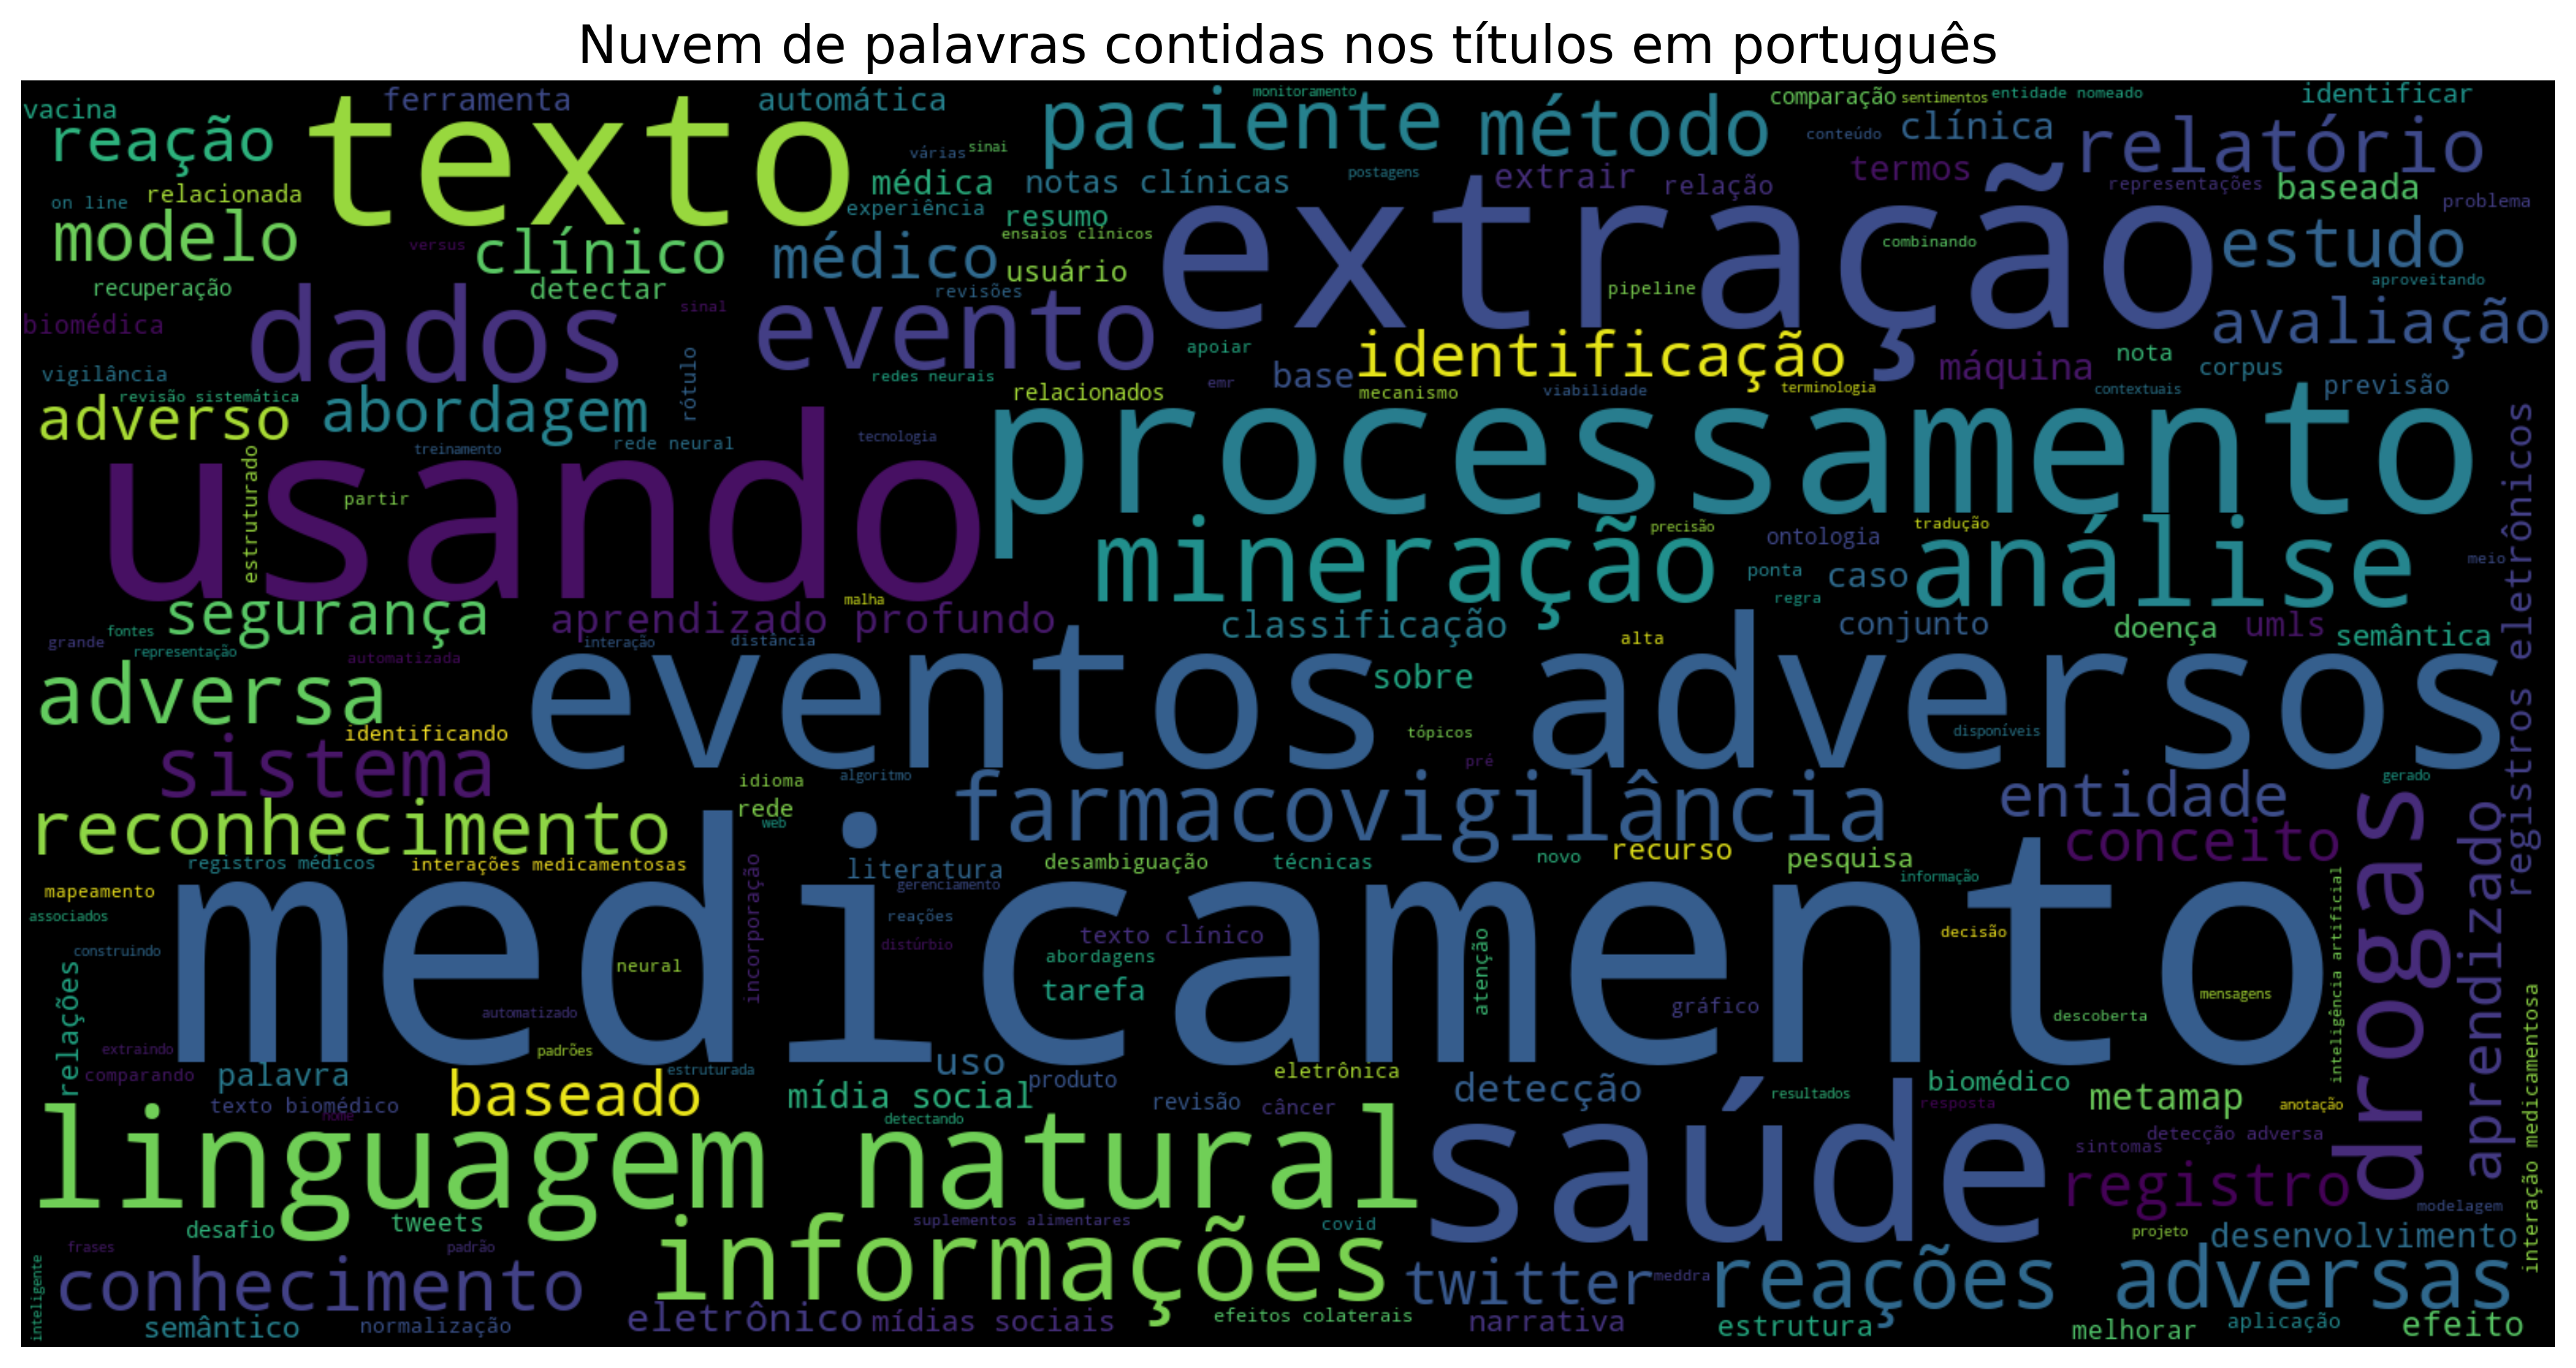 Nuvem de palavras contidas nos títulos em português
vacina
ferramenta
automática
monitoramento
comparação
sentimentos
entidade nomeado
identificar
reação
texto
paciente
método
conteúdo
clínica
relatório
várias
sinai
on line
relacionada
médica
notas clínicas
postagens
extrair
relação
termos
representações
baseada
problema
modelo
experiência
resumo
extração
estudo
versus
clínico
médico
ensaios clínicos
combinando
recuperação
detectar
revisões
usuário
pipeline
aproveitando
biomédica
dados
sinal
evento
apoiar
identificação
avaliação
vigilância
revisão sistemática
rótulo
redes neurais
emr
base
relacionados
mecanismo
viabilidade
terminologia
máquina
nota
corpus
contextuais
previsão
adverso
abordagem
treinamento
rede neural
tecnologia
processamento
registros eletrônicos
usando
estruturado
partir
mineração
precisão
ontologia
tradução
análise
meio
ponta
caso
regra
segurança
aprendizado profundo
malha
classificação
conjunto
doença
umls
semântica
grande
fontes
representação
automatizada
interação
distância
alta
adversa
eventos adversos
sobre
identificando
tópicos
disponíveis
sistema
pré
idioma
algoritmo
gerado
reconhecimento
rede
web
farmacovigilância
entidade
drogas
aprendizado
conceito
registros médicos
interações medicamentosas
literatura
desambiguação
técnicas
novo
recurso
pesquisa
informação
mapeamento
gerenciamento
associados
medicamento
incorporação
reações
distúrbio
texto clínico
atenção
decisão
inteligência artificial
construindo
neural
abordagens
tarefa
gráfico
mensagens
relações
automatizado
descoberta
interação medicamentosa
extraindo
padrões
comparando
palavra
estruturada
uso
produto
eletrônica
detecção
biomédico
texto biomédico
nome
baseado
mídia social
revisão
câncer
resultados
resposta
metamap
anotação
detectando
linguagem natural
saúde
detecção adversa
sintomas
registro
modelagem
desafio
tweets
suplementos alimentares
covid
projeto
desenvolvimento
frases
padrão
inteligente
conhecimento
informações
twitter
meddra
reações adversas
semântico
normalização
eletrônico
mídias sociais
efeitos colaterais
narrativa
estrutura
melhorar
aplicação
efeito